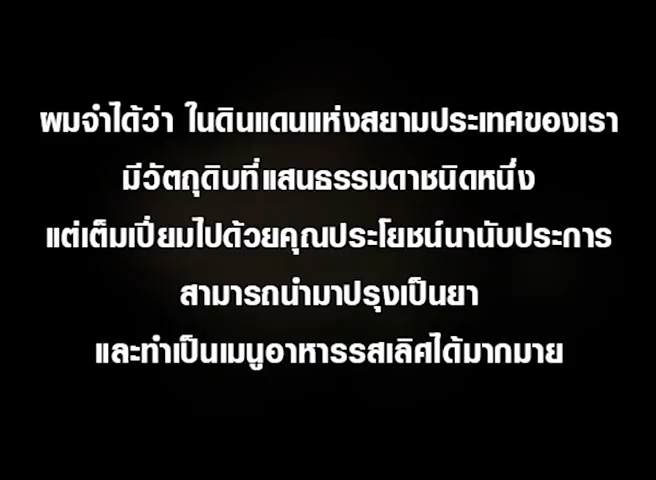 ผมจำได้ว่า ในดินแดนแห่งสยามประเทศของเรา
มีวัตถุดิบที่แสนธรรมดาชนิดหนึ่ง
แต่เต็มเปี่ยมไปด้วยคุณประโยชน์นานับประการ
สามารถนำมาปรุงเป็นยา
และทำเป็นเมนูอาหารรสเลิศได้มากมาย